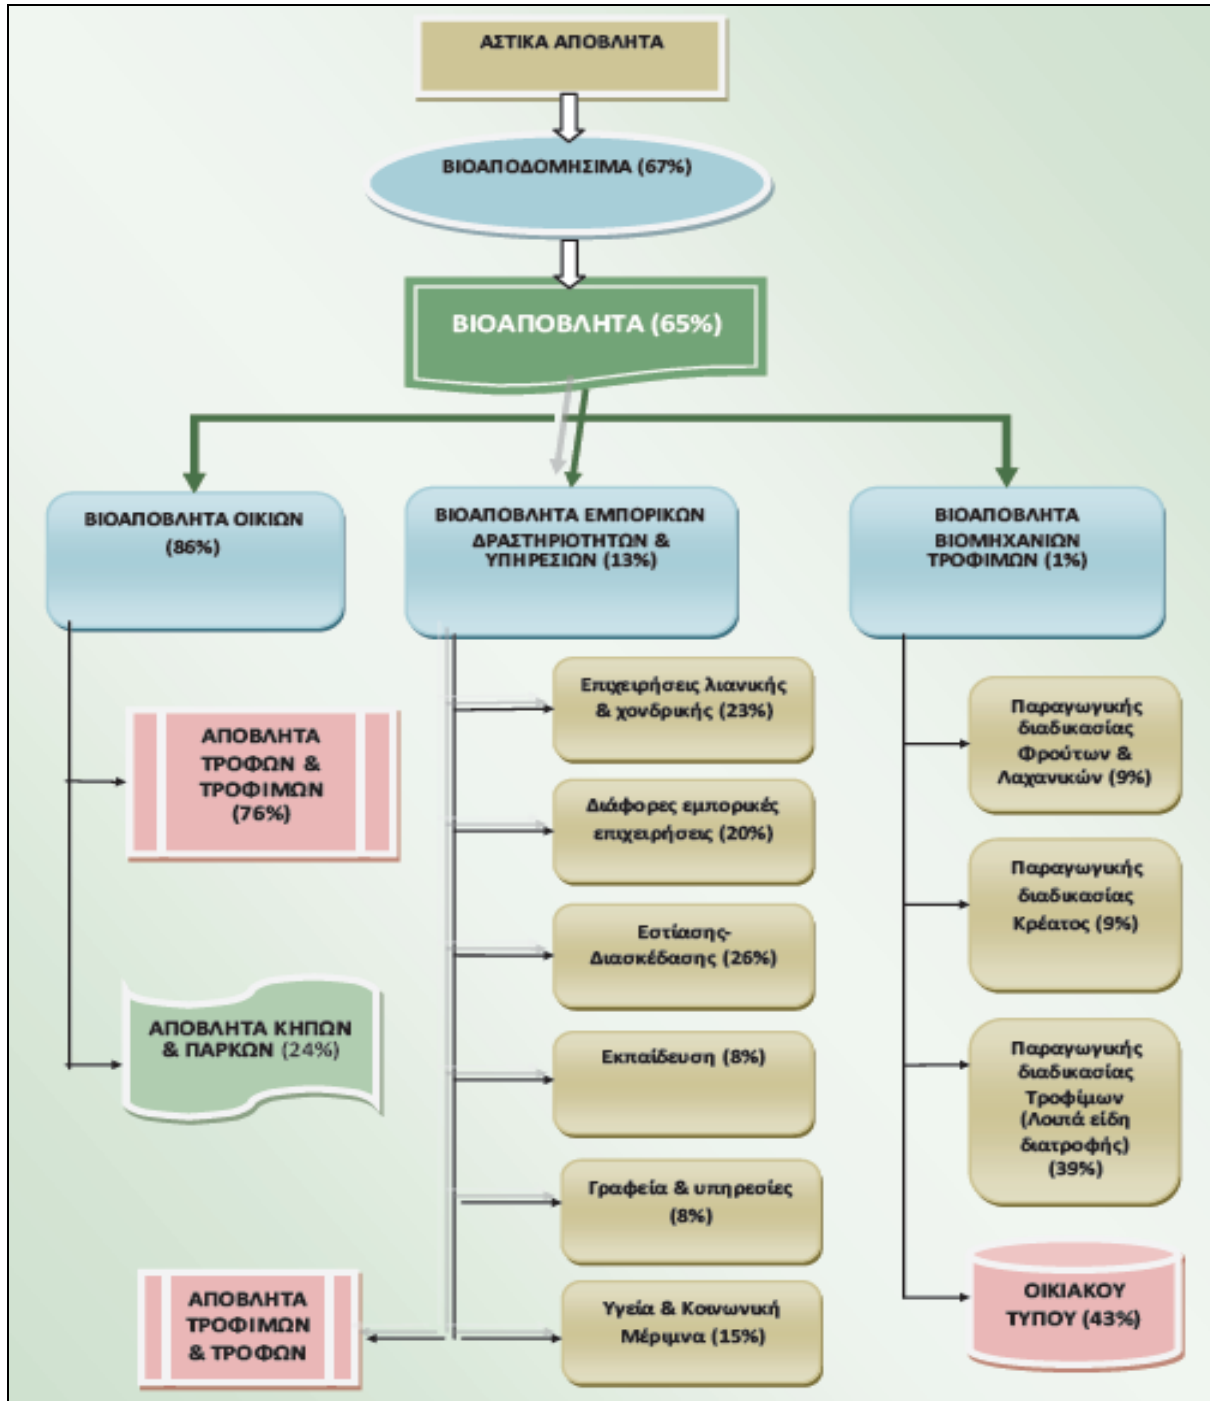 ΑΣΤΙΚΑ ΑΠΟΒΛΗΤΑ
ΒΙΟΑΠΟΔΟΜΗΣΙΜΑ (67%)
ΒΙΟΑΠΟΒΛΗΤΑ (65%)
ΒΙΟΑΠΟΒΛΗΤΑ ΟΙΚΙΩΝ
(86%)
ΑΠΟΒΛΗΤΑ
ΤΡΟΦΩΝ &
ΤΡΟΦΙΜΩΝ
(76%)
ΑΠΟΒΛΗΤΑ ΚΗΠΩΝ
& ΠΑΡΚΩΝ (24%)
ΒΙΟΑΠΟΒΛΗΤΑ ΕΜΠΟΡΙΚΩΝ
ΔΡΑΣΤΗΡΙΟΤΗΤΩΝ &
ΥΠΗΡΕΣΙΩΝ (13%)
Επιχειρήσεις λιανικής
& χονδρικής (23%)
Διάφορες εμπορικές
επιχειρήσεις (20%)
Εστίασης-
Διασκέδασης (26%)
Εκπαίδευση (8%)
Γραφεία & υπηρεσίες
(8%)
Υγεία & Κοινωνική
Μέριμνα (15%)
ΑΠΟΒΛΗΤΑ
ΤΡΟΦΙΜΩΝ
& ΤΡΟΦΩΝ
ΒΙΟΑΠΟΒΛΗΤΑ
ΒΙΟΜΗΧΑΝΙΩΝ
ΤΡΟΦΙΜΩΝ (1%)
Παραγωγικής
διαδικασίας
Φρούτων &
Λαχανικών (9%)
Παραγωγικής
διαδικασίας
Κρέατος (9%)
Παραγωγικής
διαδικασίας
Τροφίμων
(Λουτά είδη
διατροφής)
(39%)
ΟΙΚΙΑΚΟΥ
ΤΥΠΟΥ (43%)